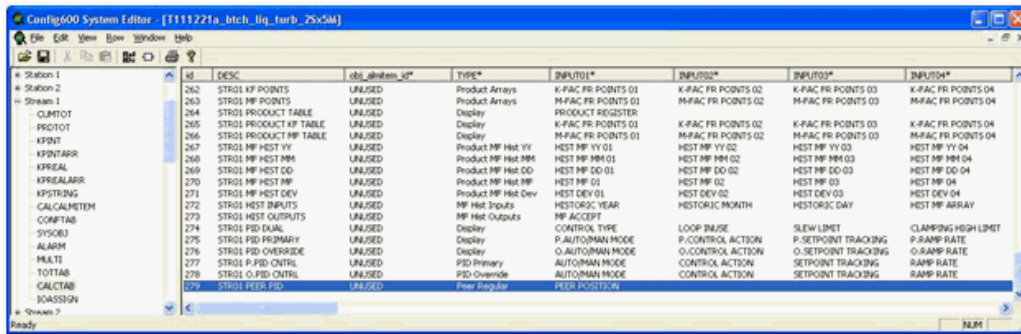 Config600 System Editor - [T111221a_btch_liq_turb_2Sx5M]
File Edit View Row Window Help
Station 1
Station 2
Stream 1
CUMTOT
PRDTOT
KPINT
KPINTARR
KPREAL
KPREALARR
KPSTRING
CALCALMITEM
CONFTAB
SYSOBJ
ALARM
MULTI
TOTTAB
CALCTAB
IOASSIGN
Stream 2
id DESC obj_almitem_id* TYPE* INPUT01* INPUT02* INPUT03* INPUT04*
262 STR01 KF POINTS UNUSED Product Arrays K-FAC FR POINTS 01 K-FAC FR POINTS 02 K-FAC FR POINTS 03 K-FAC FR POINTS 04
263 STR01 MF POINTS UNUSED Product Arrays M-FAC FR POINTS 01 M-FAC FR POINTS 02 M-FAC FR POINTS 03 M-FAC FR POINTS 04
264 STR01 PRODUCT TABLE UNUSED Display PRODUCT REGISTER
265 STR01 PRODUCT KF TABLE UNUSED Display K-FAC FR POINTS 01 K-FAC FR POINTS 02 K-FAC FR POINTS 03 K-FAC FR POINTS 04
266 STR01 PRODUCT MF TABLE UNUSED Display M-FAC FR POINTS 01 M-FAC FR POINTS 02 M-FAC FR POINTS 03 M-FAC FR POINTS 04
267 STR01 MF HIST YY UNUSED Product MF Hist YY HIST MF YY 01 HIST MF YY 02 HIST MF YY 03 HIST MF YY 04
268 STR01 MF HIST MM UNUSED Product MF Hist MM HIST MF MM 01 HIST MF MM 02 HIST MF MM 03 HIST MF MM 04
269 STR01 MF HIST DD UNUSED Product MF Hist DD HIST MF DD 01 HIST MF DD 02 HIST MF DD 03 HIST MF DD 04
270 STR01 MF HIST MF UNUSED Product MF Hist MF HIST MF 01 HIST MF 02 HIST MF 03 HIST MF 04
271 STR01 MF HIST DEV UNUSED Product MF Hist Dev HIST DEV 01 HIST DEV 02 HIST DEV 03 HIST DEV 04
272 STR01 HIST INPUTS UNUSED MF Hist Inputs HISTORIC YEAR HISTORIC MONTH HISTORIC DAY HIST MF ARRAY
273 STR01 HIST OUTPUTS UNUSED MF Hist Outputs MF ACCEPT
274 STR01 PID DUAL UNUSED Display CONTROL TYPE LOOP INUSE SLEW LIMIT CLAMPING HIGH LIMIT
275 STR01 PID PRIMARY UNUSED Display P.AUTO/MAN MODE P.CONTROL ACTION P.SETPOINT TRACKING P.RAMP RATE
276 STR01 PID OVERRIDE UNUSED Display O.AUTO/MAN MODE O.CONTROL ACTION O.SETPOINT TRACKING O.RAMP RATE
277 STR01 P.PID CNTRL UNUSED PID Primary AUTO/MAN MODE CONTROL ACTION SETPOINT TRACKING RAMP RATE
278 STR01 O.PID CNTRL UNUSED PID Override AUTO/MAN MODE CONTROL ACTION SETPOINT TRACKING RAMP RATE
279 STR01 PEER PID UNUSED Peer Regular PEER POSITION
Ready NUM